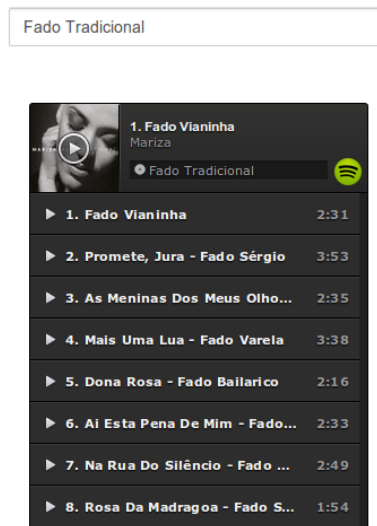 Fado Tradicional
MARIZA
1. Fado Vianinha
Mariza
Fado Tradicional
1. Fado Vianinha 2:31
2. Promete, Jura - Fado Sérgio 3:53
3. As Meninas Dos Meus Olho... 2:35
4. Mais Uma Lua - Fado Varela 3:38
5. Dona Rosa - Fado Bailarico 2:16
6. Ai Esta Pena De Mim - Fado... 2:33
7. Na Rua Do Silêncio - Fado ... 2:49
8. Rosa Da Madragoa - Fado S... 1:54